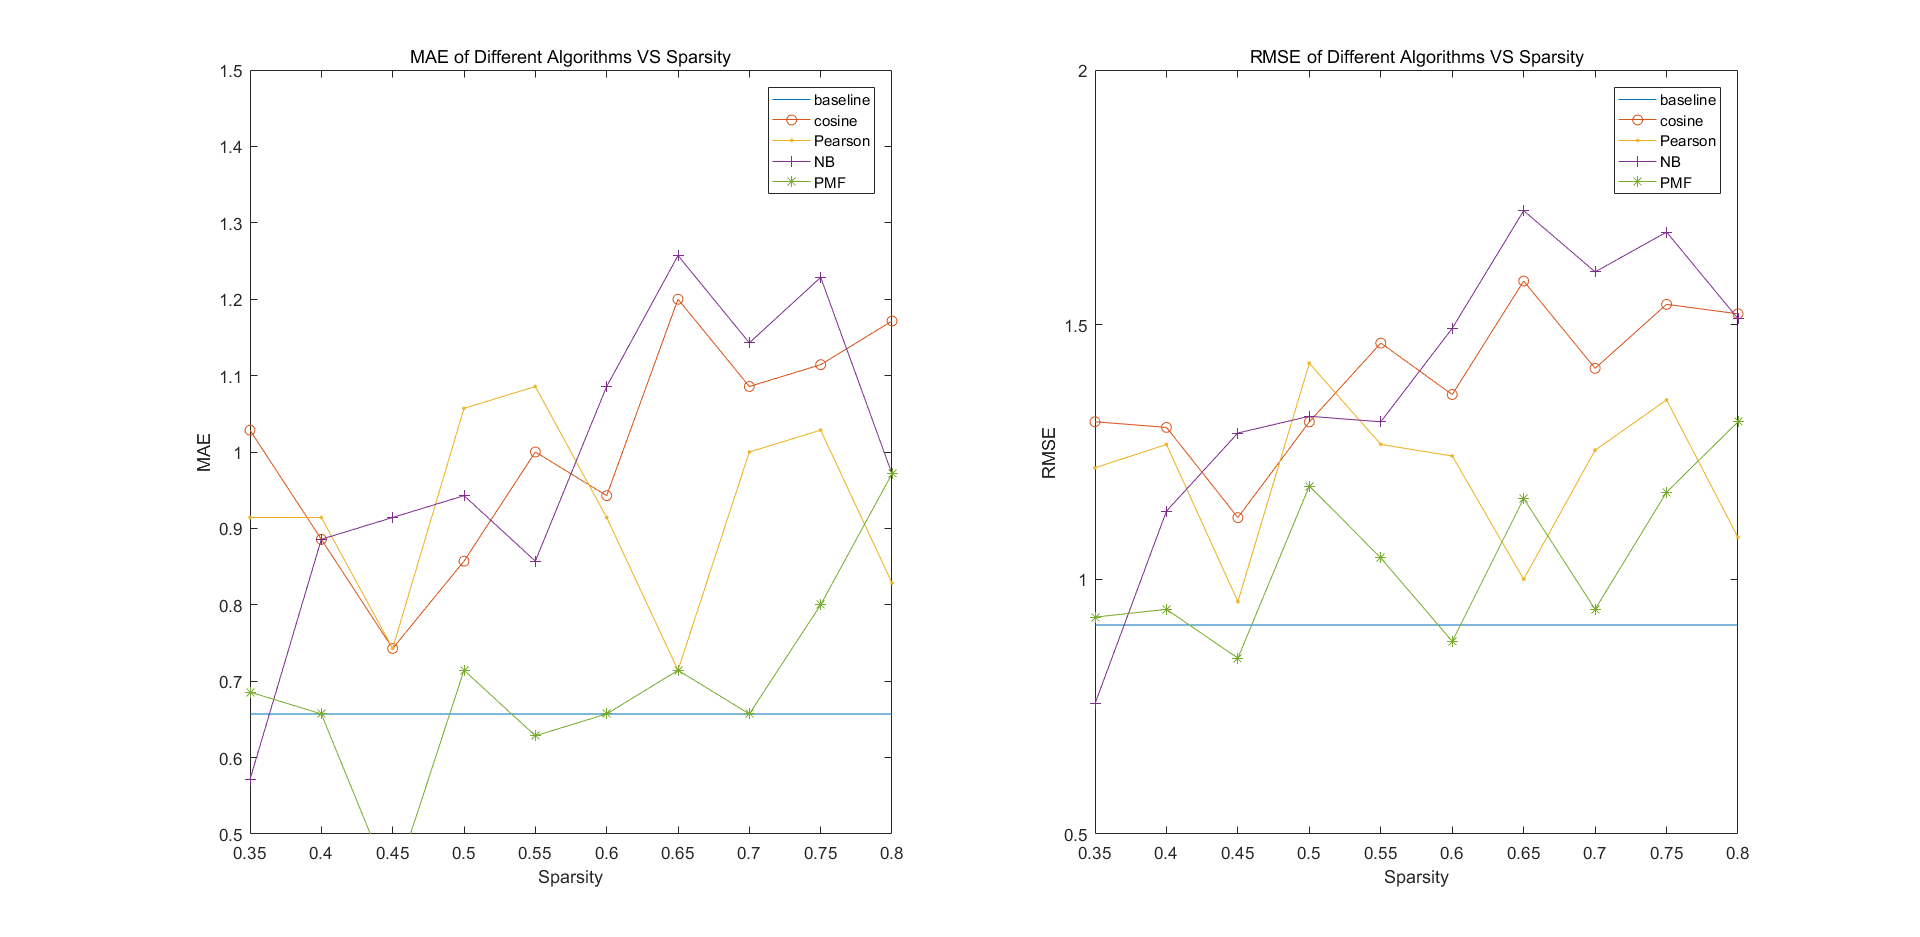 MAE of Different Algorithms VS Sparsity
1.5
1.4
1.3
1.2
1.1
1
0.9
0.8
0.7
0.6
0.5
MAE
0.35 0.4 0.45 0.5 0.55 0.6 0.65 0.7 0.75 0.8
Sparsity
baseline
cosine
Pearson
NB
PMF
RMSE of Different Algorithms VS Sparsity
2
1.5
1
0.5
RMSE
0.35 0.4 0.45 0.5 0.55 0.6 0.65 0.7 0.75 0.8
Sparsity
baseline
cosine
Pearson
NB
PMF